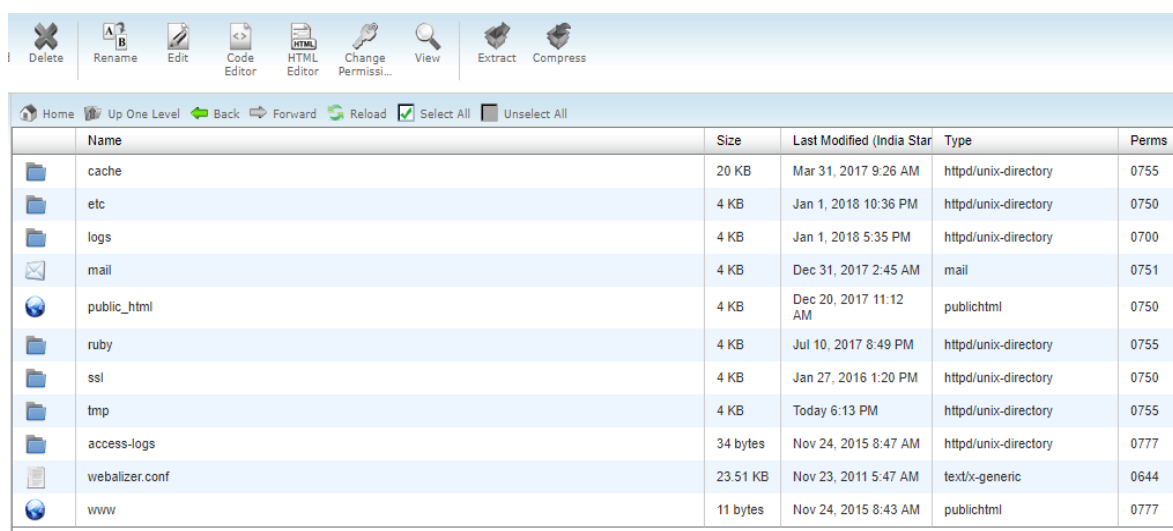 Delete Rename Edit Code Editor HTML Editor Change Permissi... View Extract Compress
Home Up One Level Back Forward Reload Select All Unselect All
Name Size Last Modified (India Star Type Perms
cache 20 KB Mar 31, 2017 9:26 AM httpd/unix-directory 0755
etc 4 KB Jan 1, 2018 10:36 PM httpd/unix-directory 0750
logs 4 KB Jan 1, 2018 5:35 PM httpd/unix-directory 0700
mail 4 KB Dec 31, 2017 2:45 AM mail 0751
public_html 4 KB Dec 20, 2017 11:12 AM publichtml 0750
ruby 4 KB Jul 10, 2017 8:49 PM httpd/unix-directory 0755
ssl 4 KB Jan 27, 2016 1:20 PM httpd/unix-directory 0750
tmp 4 KB Today 6:13 PM httpd/unix-directory 0755
access-logs 34 bytes Nov 24, 2015 8:47 AM httpd/unix-directory 0777
webalizer.conf 23.51 KB Nov 23, 2011 5:47 AM text/x-generic 0644
www 11 bytes Nov 24, 2015 8:43 AM publichtml 0777